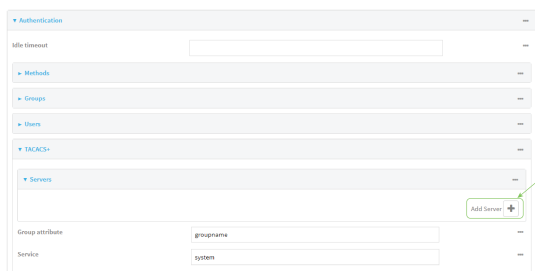 Authentication
Idle timeout
Methods
Groups
Users
TACACS+
Servers
Add Server
Group attribute groupname
Service system